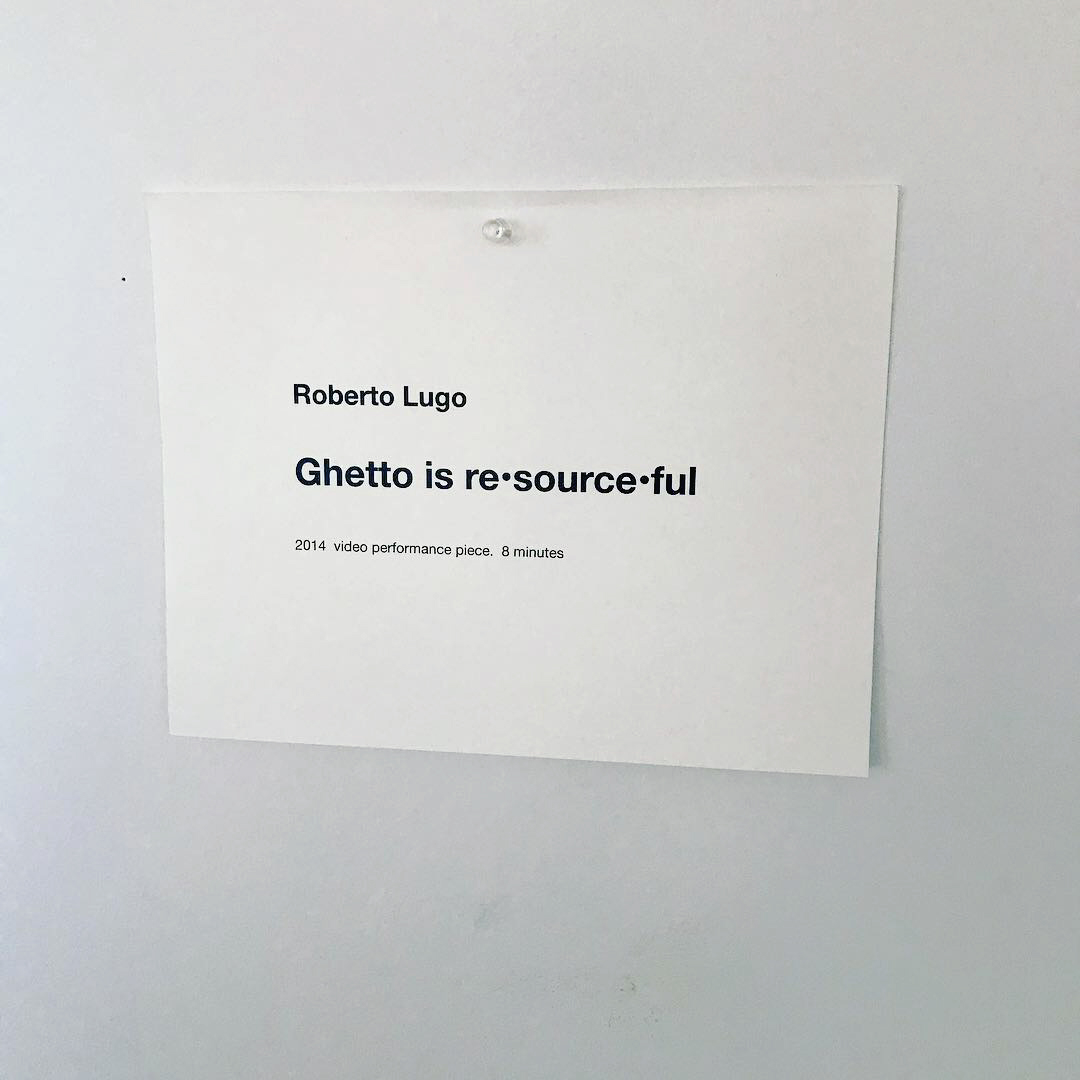 Roberto Lugo
Ghetto is re•source•ful
2014  video performance piece.  8 minutes